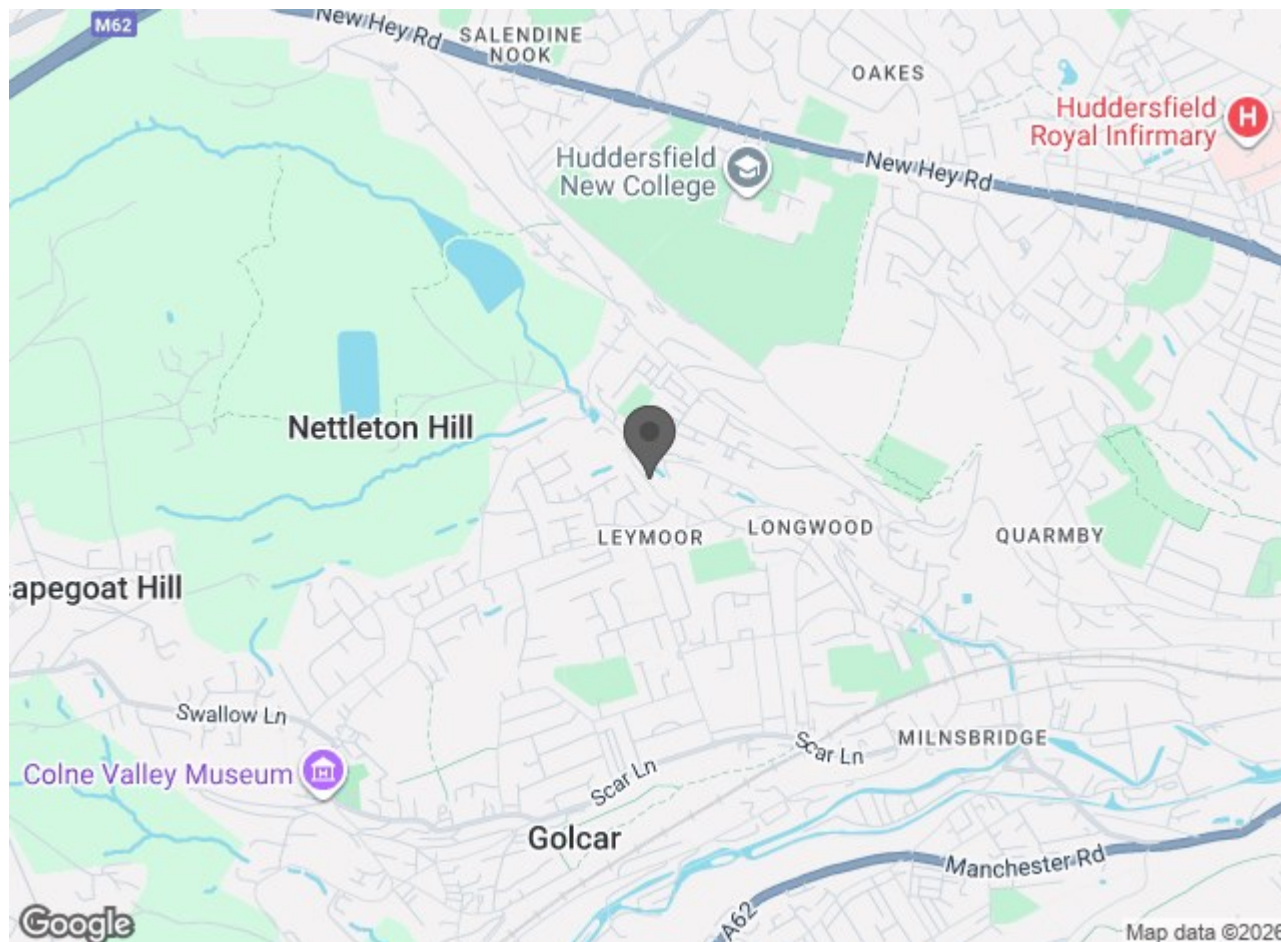 M62
New Hey Rd
SALENDINE
NOOK
OAKES
Huddersfield
Royal Infirmary
H
Huddersfield
New College
New Hey Rd
Nettleton Hill
LEYMOOR
LONGWOOD
QUARMBY
capegoat Hill
Swallow Ln
Colne Valley Museum
Scar Ln
Scar Ln
MILNSBRIDGE
Golcar
Manchester Rd
A62
Google
Map data ©2026